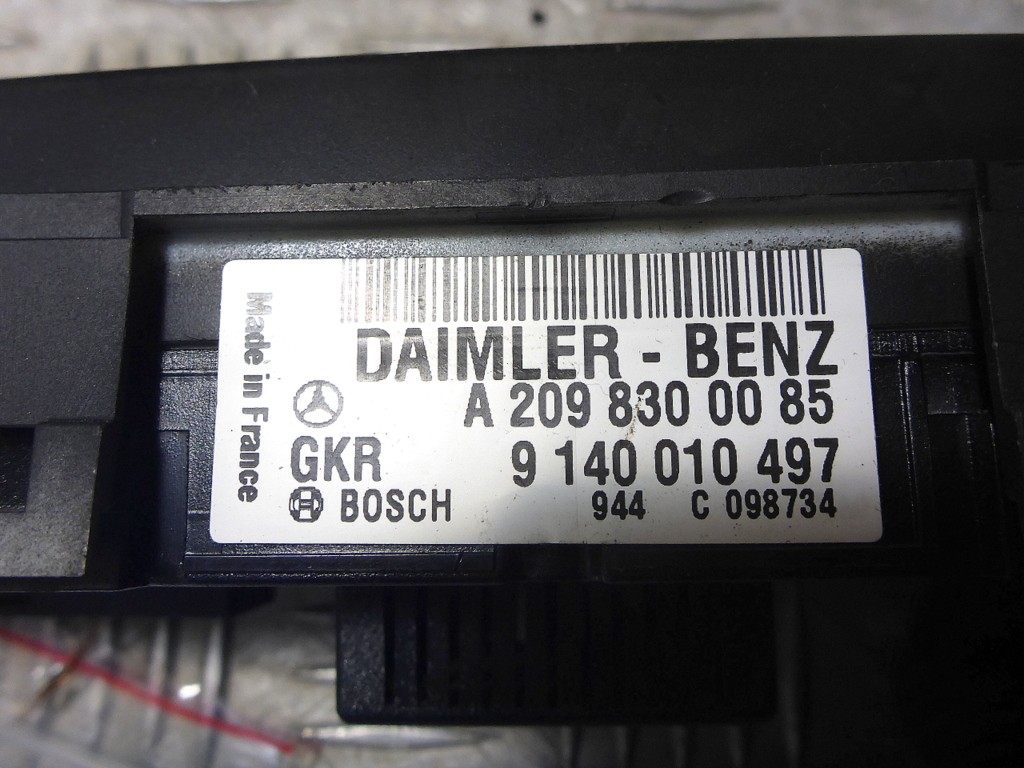 Made in France
DAIMLER - BENZ
A 209 830 00 85
GKR 9 140 010 497
BOSCH 944 C 098734